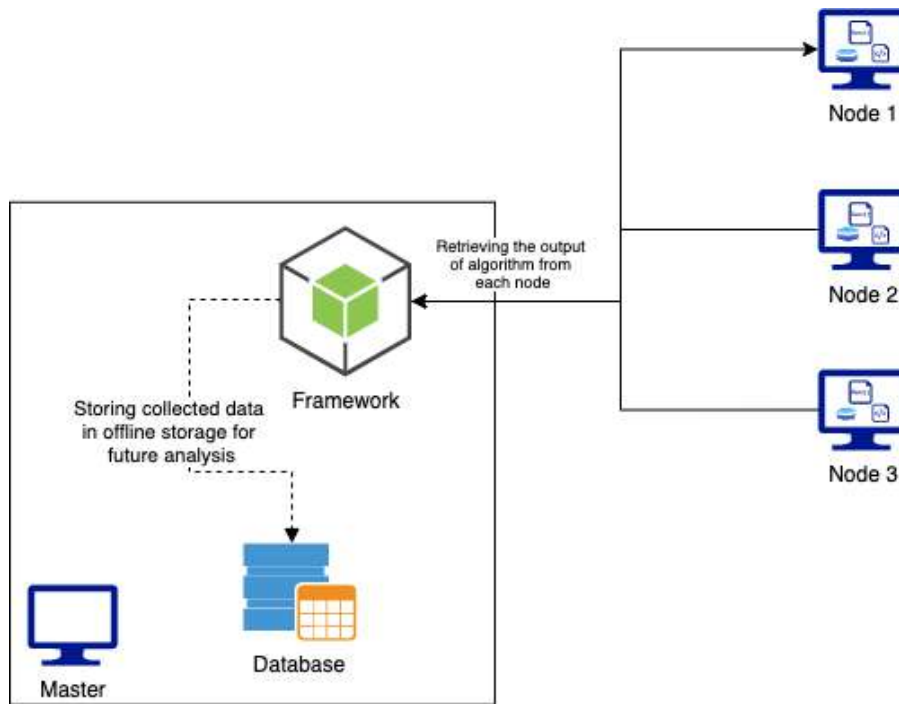 Node 1
Node 2
Node 3
Retrieving the output
of algorithm from
each node
Framework
Storing collected data
in offline storage for
future analysis
Database
Master